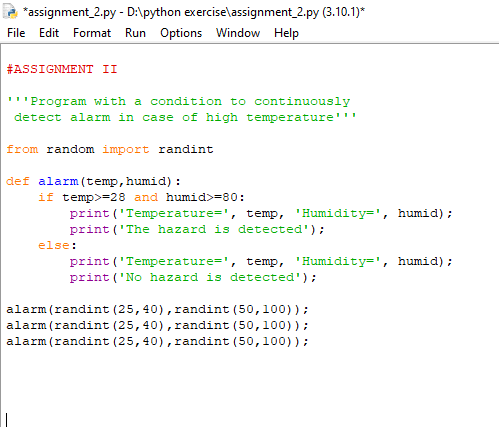 *assignment_2.py - D:\python exercise\assignment_2.py (3.10.1)*
File Edit Format Run Options Window Help
#ASSIGNMENT II
'''Program with a condition to continuously
 detect alarm in case of high temperature'''
from random import randint
def alarm(temp,humid):
    if temp>=28 and humid>=80:
        print('Temperature=', temp, 'Humidity=', humid);
        print('The hazard is detected');
    else:
        print('Temperature=', temp, 'Humidity=', humid);
        print('No hazard is detected');
alarm(randint(25,40),randint(50,100));
alarm(randint(25,40),randint(50,100));
alarm(randint(25,40),randint(50,100));